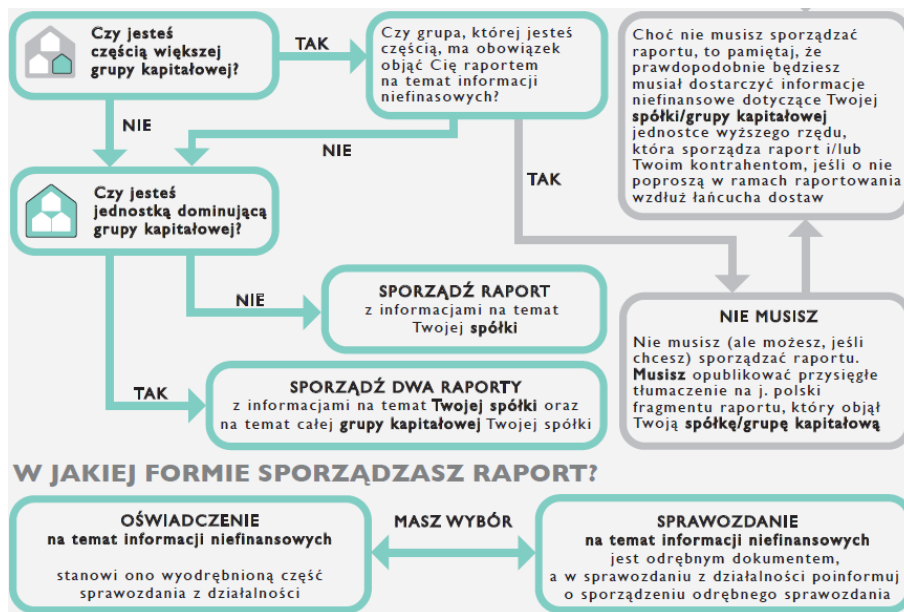 Czy jesteś
częścią większej
grupy kapitałowej?
TAK
Czy grupa, której jesteś
częścią, ma obowiązek
objąć Cię raportem
na temat informacji
niefinasowych?
Choć nie musisz sporządzać
raportu, to pamiętaj, że
prawdopodobnie będziesz
musiał dostarczyć informacje
niefinansowe dotyczące Twojej
spółki/grupy kapitałowej
jednostce wyższego rzędu,
która sporządza raport i/lub
Twoim kontrahentom, jeśli o nie
poproszą w ramach raportowania
wzdłuż łańcucha dostaw
NIE
NIE
TAK
Czy jesteś
jednostką dominującą
grupy kapitałowej?
NIE
SPORZĄDŹ RAPORT
z informacjami na temat
Twojej spółki
NIE MUSISZ
Nie musisz (ale możesz, jeśli
chcesz) sporządzać raportu.
Musisz opublikować przysięgłe
tłumaczenie na j. polski
fragmentu raportu, który objął
Twoją spółkę/grupę kapitałową
TAK
SPORZĄDŹ DWA RAPORTY
z informacjami na temat Twojej spółki oraz
na temat całej grupy kapitałowej Twojej spółki
W JAKIEJ FORMIE SPORZĄDZASZ RAPORT?
OŚWIADCZENIE
na temat informacji niefinansowych
stanowi ono wyodrębnioną część
sprawozdania z działalności
MASZ WYBÓR
SPRAWOZDANIE
na temat informacji niefinansowych
jest odrębnym dokumentem,
a w sprawozdaniu z działalności poinformuj
o sporządzeniu odrębnego sprawozdania